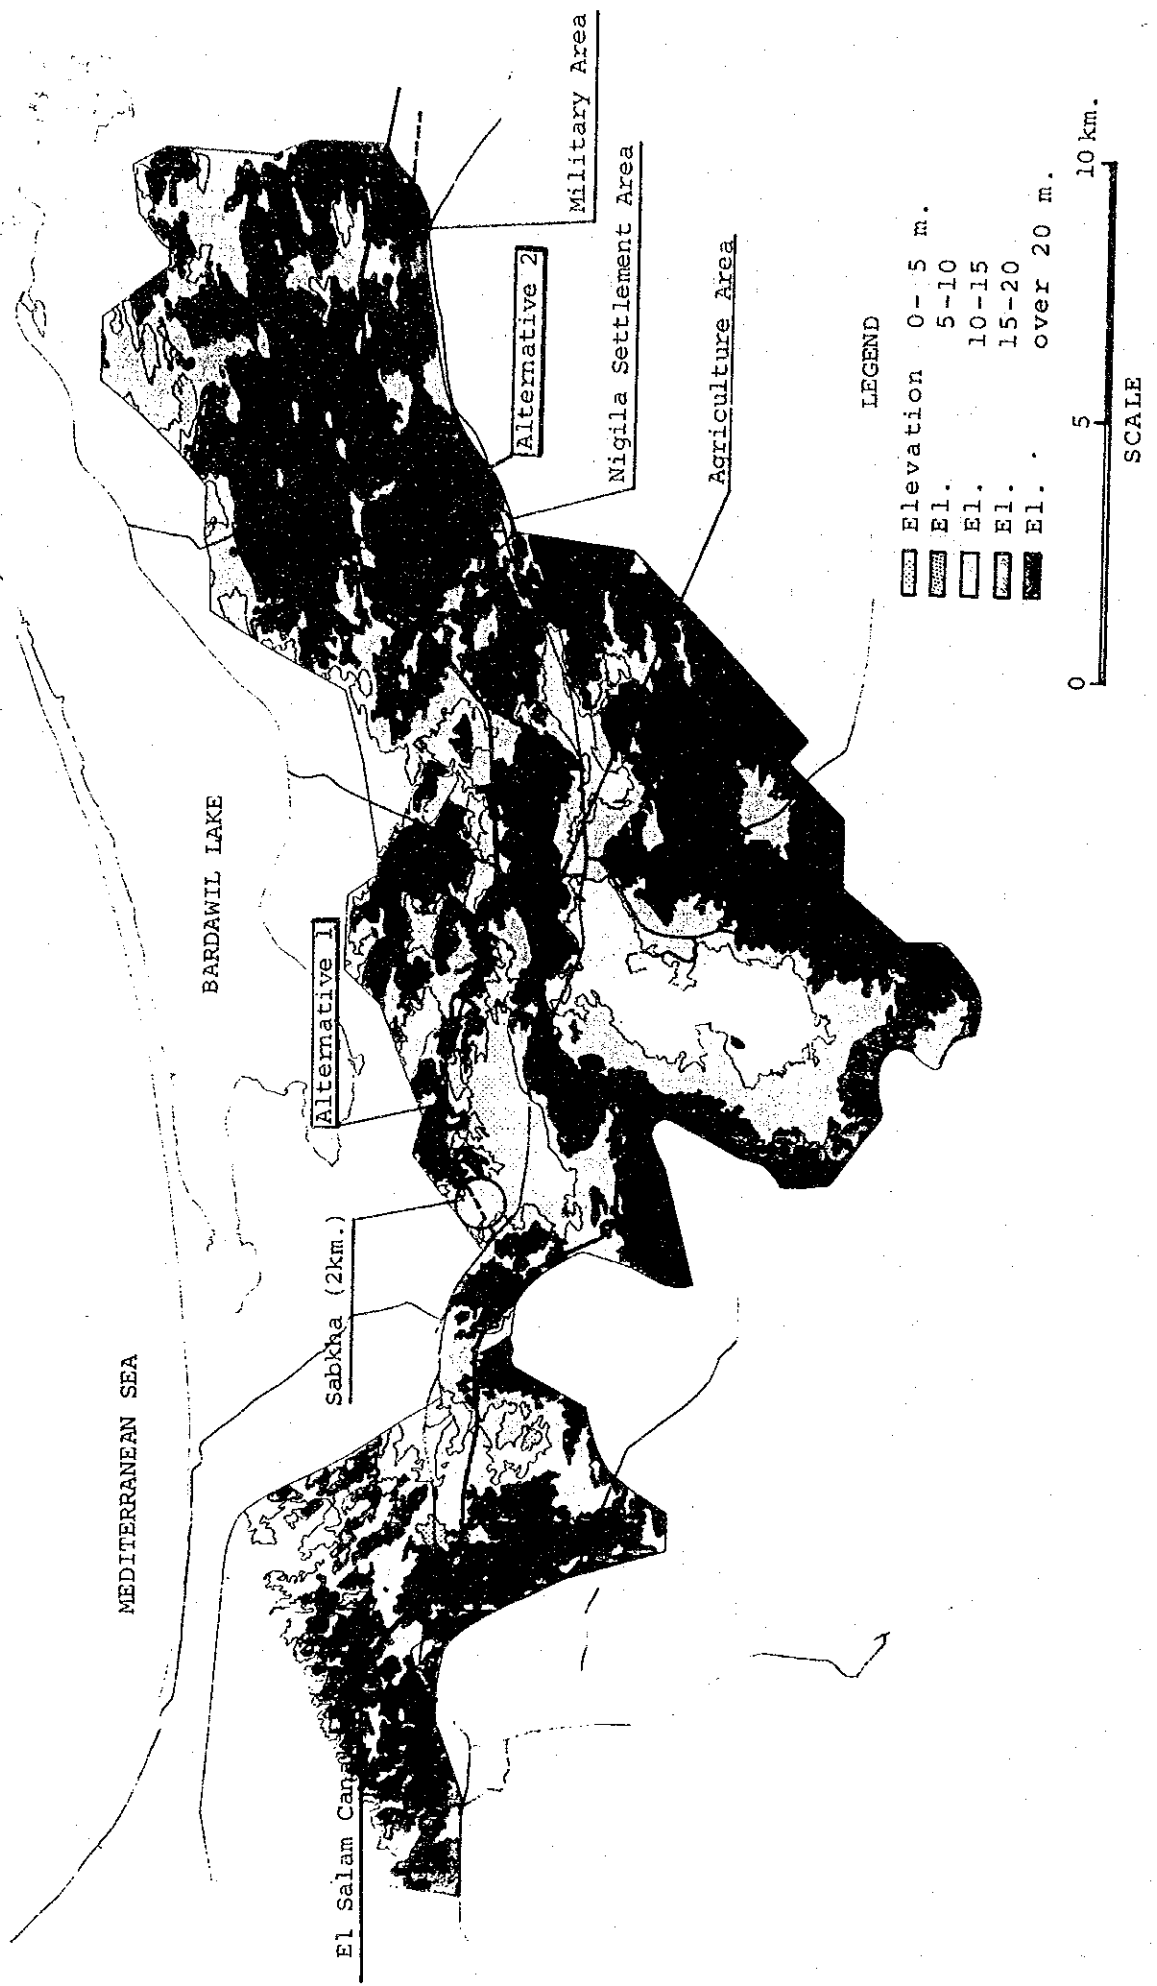 MEDITERRANEAN SEA
BARDAWIL LAKE
El Salam Can
Sabkha (2km.)
Alternative 1
Alternative 2
Military Area
Nigila Settlement Area
Agriculture Area
LEGEND
Elevation 0-5 m.
El. 5-10
El. 10-15
El. 15-20
El. over 20 m.
0 5 10 km.
SCALE